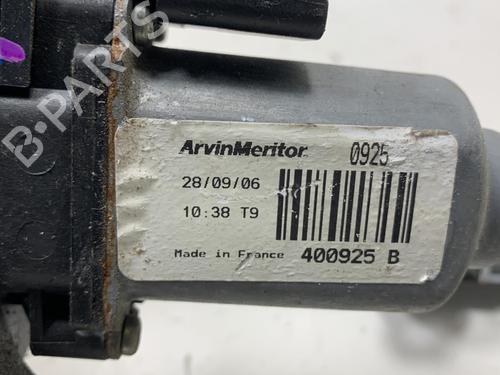 B-PARTS
ArvinMeritor 0925
28/09/06
10:38 T9
Made in France 400925 B